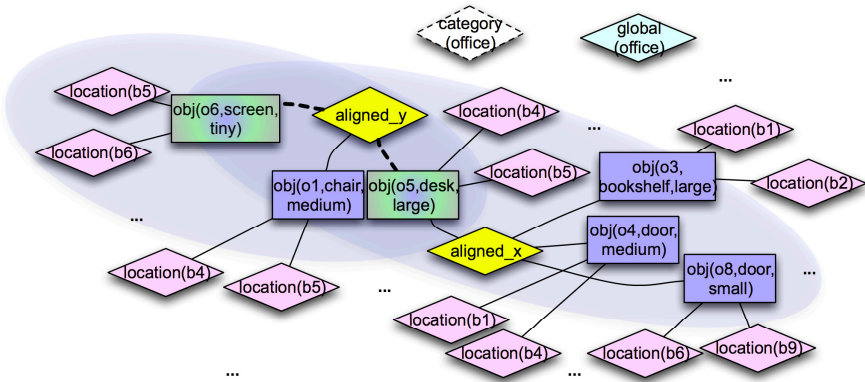 category
(office)
global
(office)
...
location(b5)
obj(o6,screen,
tiny)
aligned_y
location(b4)
...
location(b1)
location(b6)
obj(o3,
bookshelf,large)
location(b5)
location(b2)
obj(o1,chair,
medium)
obj(o5,desk,
large)
...
obj(o4,door,
medium)
aligned_x
location(b4)
location(b5)
...
obj(o8,door,
small)
...
location(b1)
location(b4)
location(b6)
location(b9)
...
...